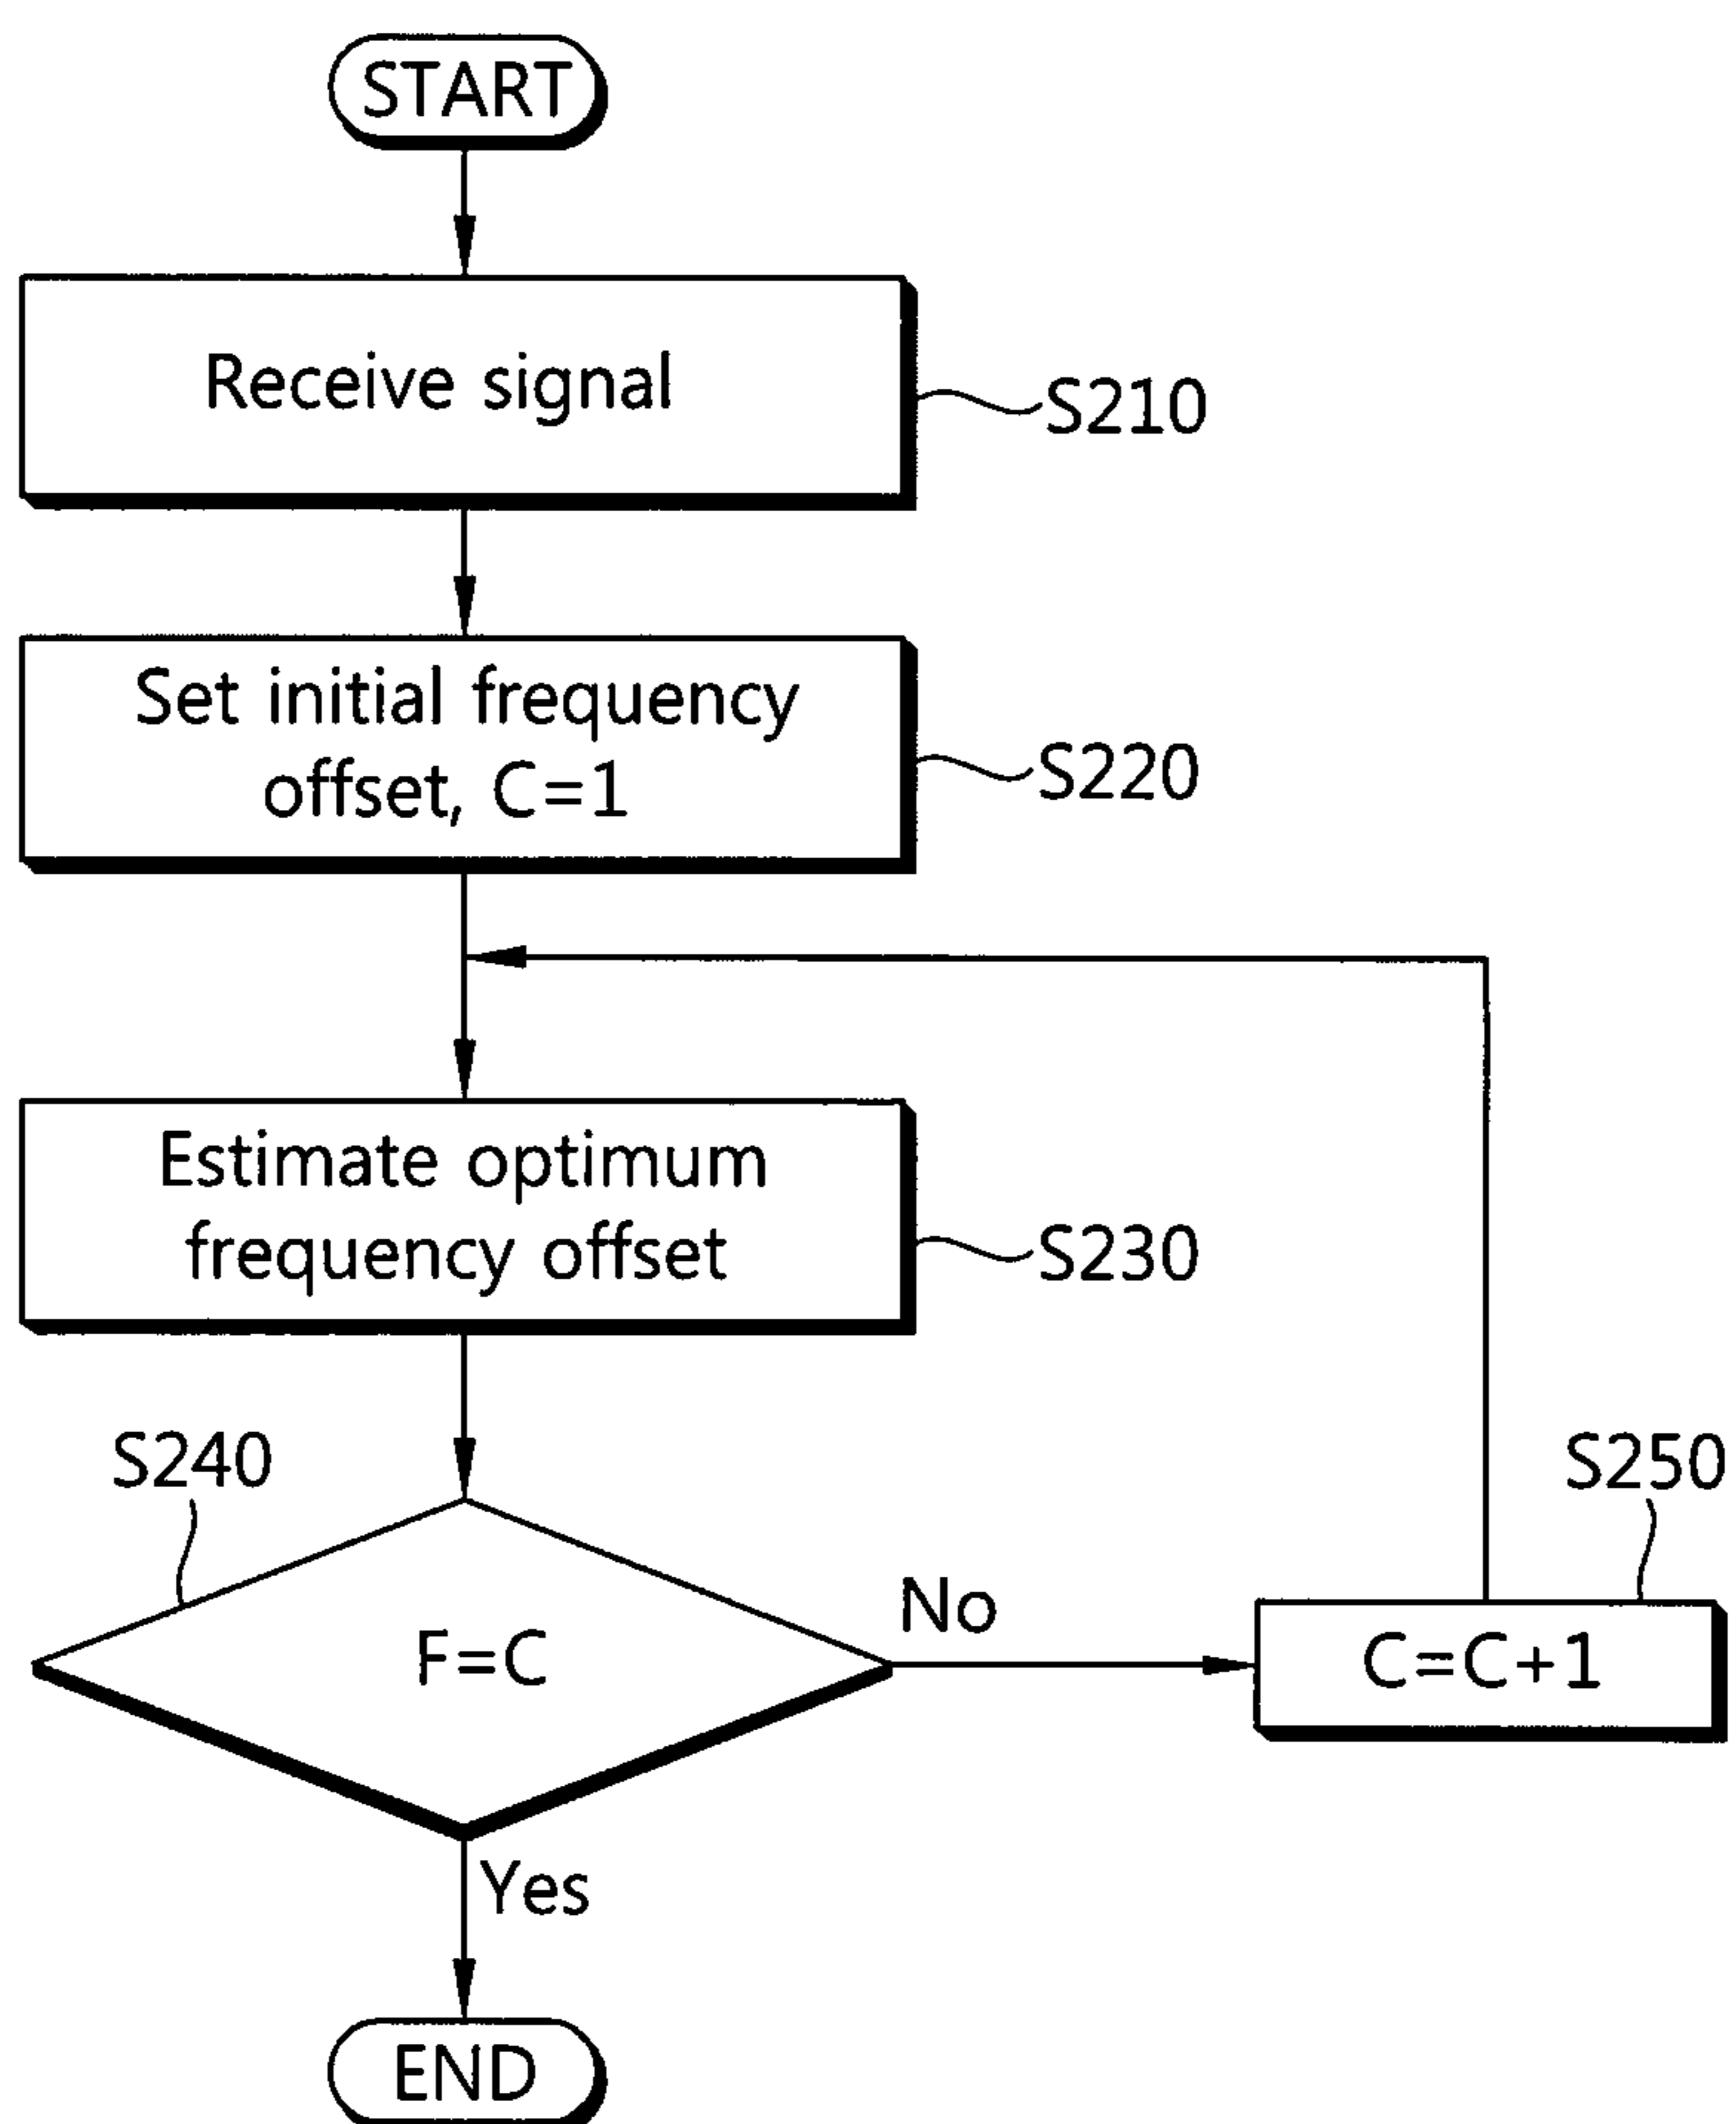 START
Receive signal
S210
Set initial frequency
offset, C=1
S220
Estimate optimum
frequency offset
S230
S240
S250
F=C
No
C=C+1
Yes
END